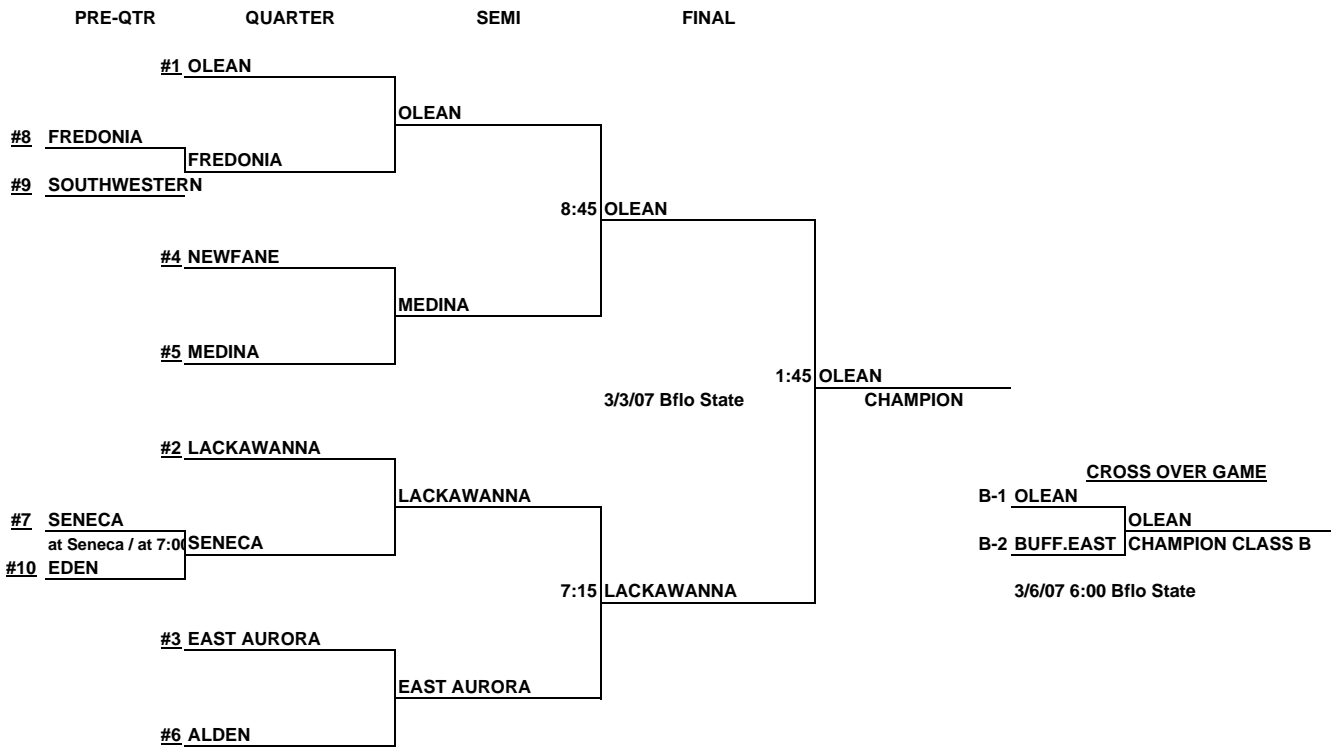 PRE-QTR QUARTER SEMI FINAL
#1 OLEAN
OLEAN
#8 FREDONIA
FREDONIA
#9 SOUTHWESTERN
8:45 OLEAN
#4 NEWFANE
MEDINA
#5 MEDINA
1:45 OLEAN
3/3/07 Bflo State CHAMPION
#2 LACKAWANNA
CROSS OVER GAME
LACKAWANNA
B-1 OLEAN
#7 SENECA
OLEAN
at Seneca / at 7:00 SENECA
B-2 BUFF.EAST CHAMPION CLASS B
#10 EDEN
7:15 LACKAWANNA
3/6/07 6:00 Bflo State
#3 EAST AURORA
EAST AURORA
#6 ALDEN